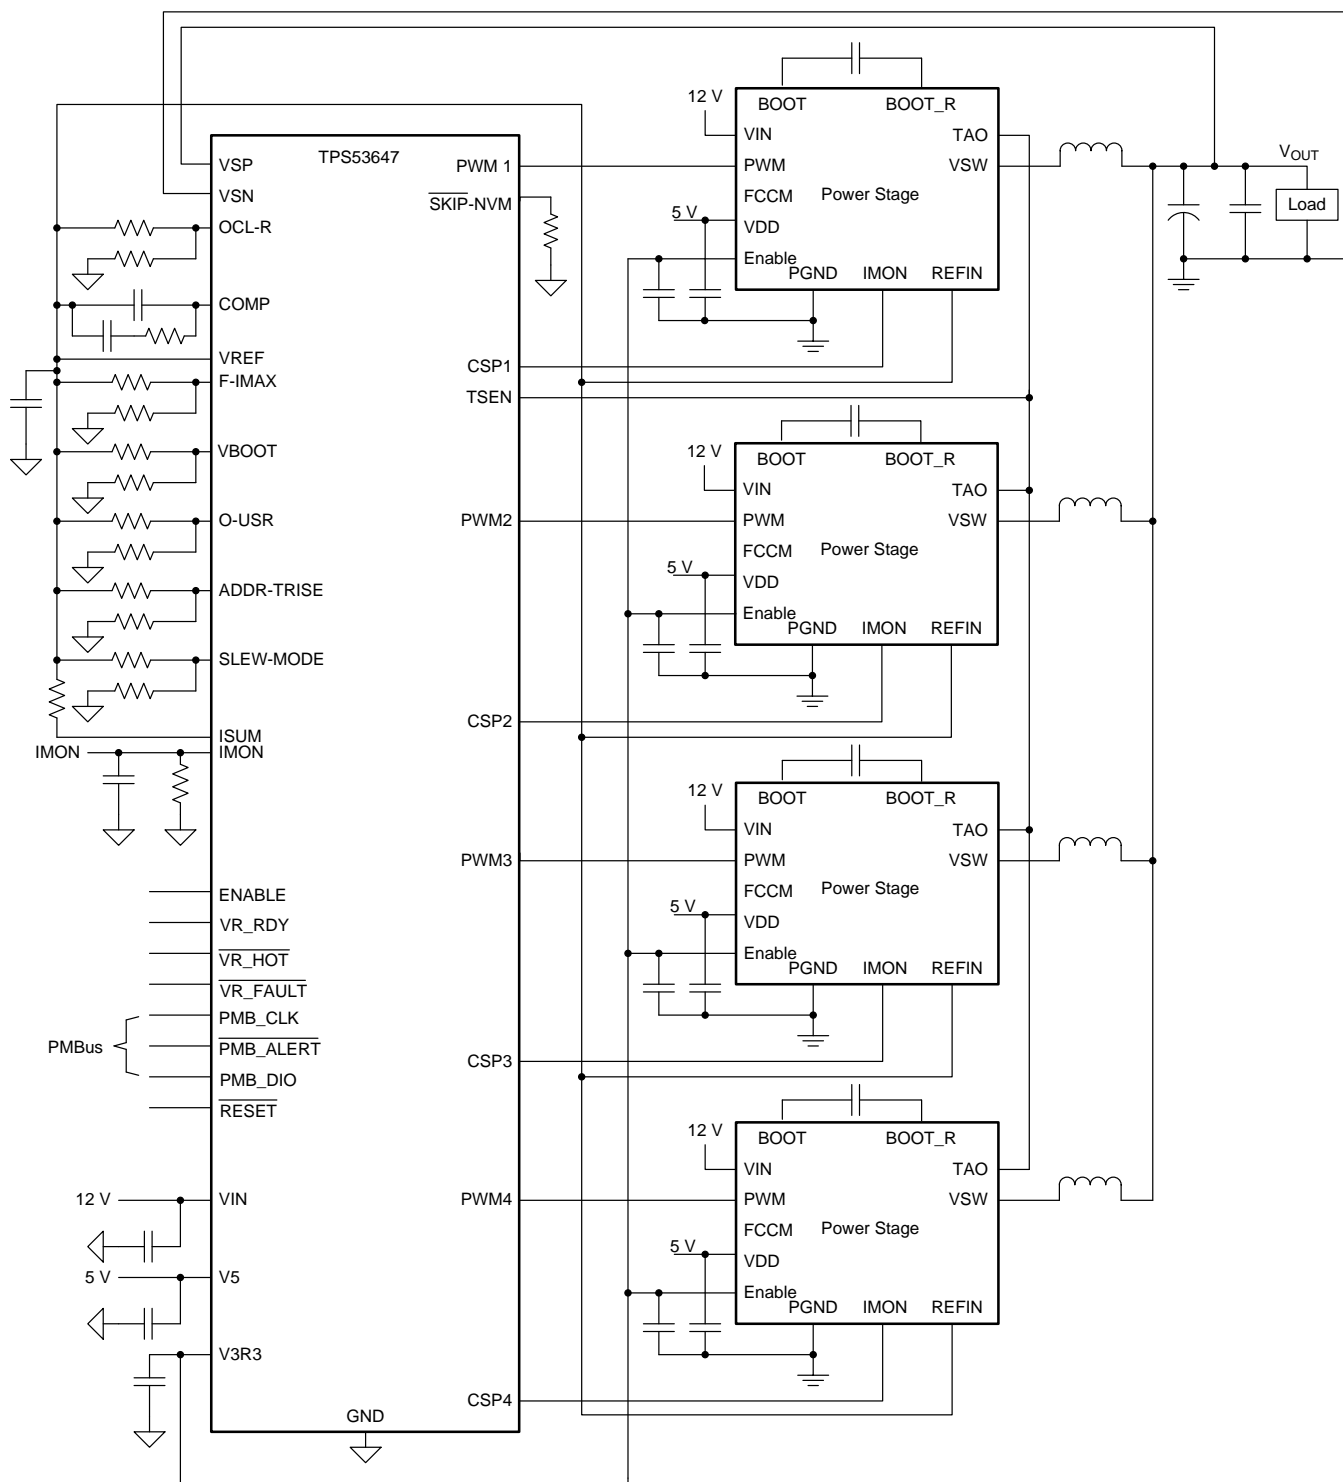 TPS53647
VSP
VSN
OCL-R
COMP
VREF
F-IMAX
VBOOT
O-USR
ADDR-TRISE
SLEW-MODE
ISUM
IMON
IMON
ENABLE
VR_RDY
VR_HOT
VR_FAULT
PMBus
PMB_CLK
PMB_ALERT
PMB_DIO
RESET
12 V
VIN
5 V
V5
V3R3
GND
PWM 1
SKIP-NVM
CSP1
TSEN
PWM2
CSP2
PWM3
CSP3
PWM4
CSP4
12 V
BOOT
BOOT_R
VIN
TAO
PWM
VSW
FCCM
Power Stage
5 V
VDD
Enable
PGND
IMON
REFIN
VOUT
Load
12 V
BOOT
BOOT_R
VIN
TAO
PWM
VSW
FCCM
Power Stage
5 V
VDD
Enable
PGND
IMON
REFIN
12 V
BOOT
BOOT_R
VIN
TAO
PWM
VSW
FCCM
Power Stage
5 V
VDD
Enable
PGND
IMON
REFIN
12 V
BOOT
BOOT_R
VIN
TAO
PWM
VSW
FCCM
Power Stage
5 V
VDD
Enable
PGND
IMON
REFIN